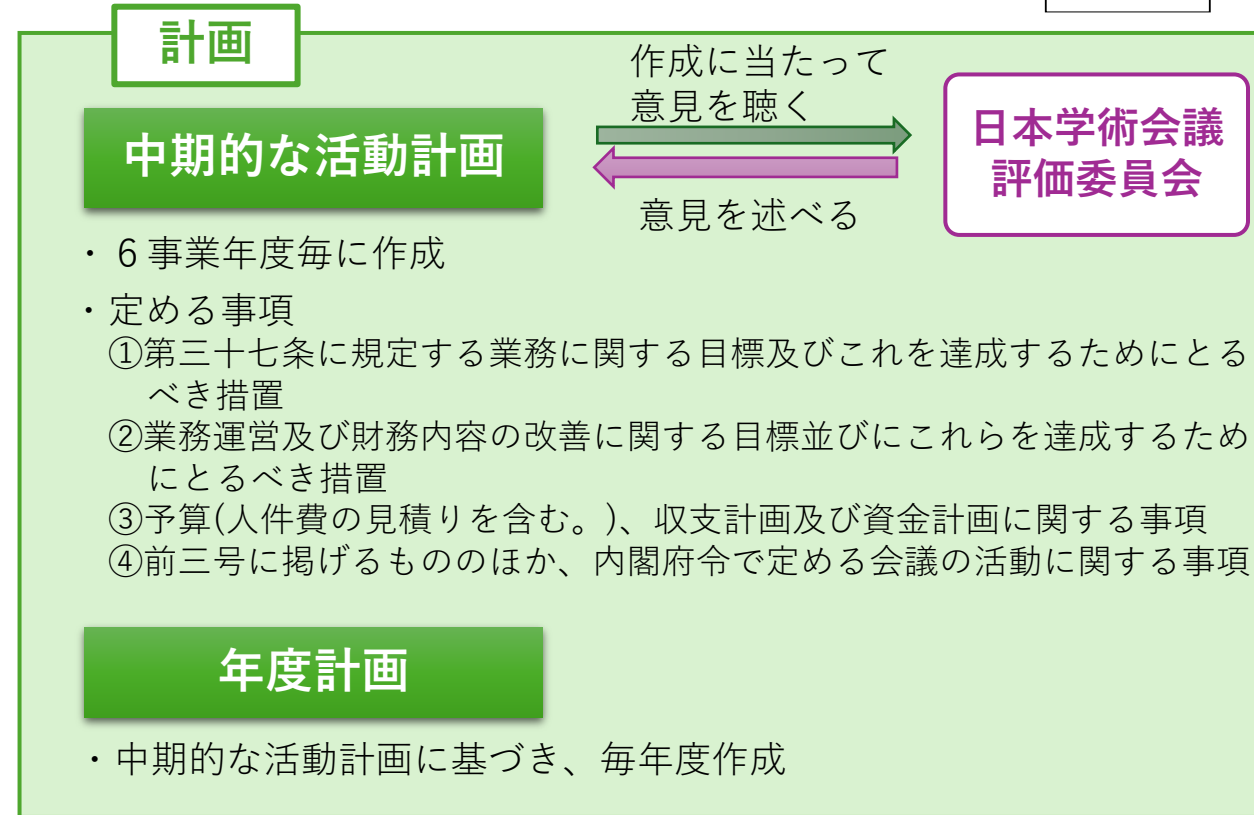 計画
作成に当たって
意見を聴く
中期的な活動計画
日本学術会議
評価委員会
意見を述べる
・６事業年度毎に作成
・定める事項
①第三十七条に規定する業務に関する目標及びこれを達成するためにとる
べき措置
②業務運営及び財務内容の改善に関する目標並びにこれらを達成するため
にとるべき措置
③予算(人件費の見積りを含む。)、収支計画及び資金計画に関する事項
④前三号に掲げるもののほか、内閣府令で定める会議の活動に関する事項
年度計画
・中期的な活動計画に基づき、毎年度作成